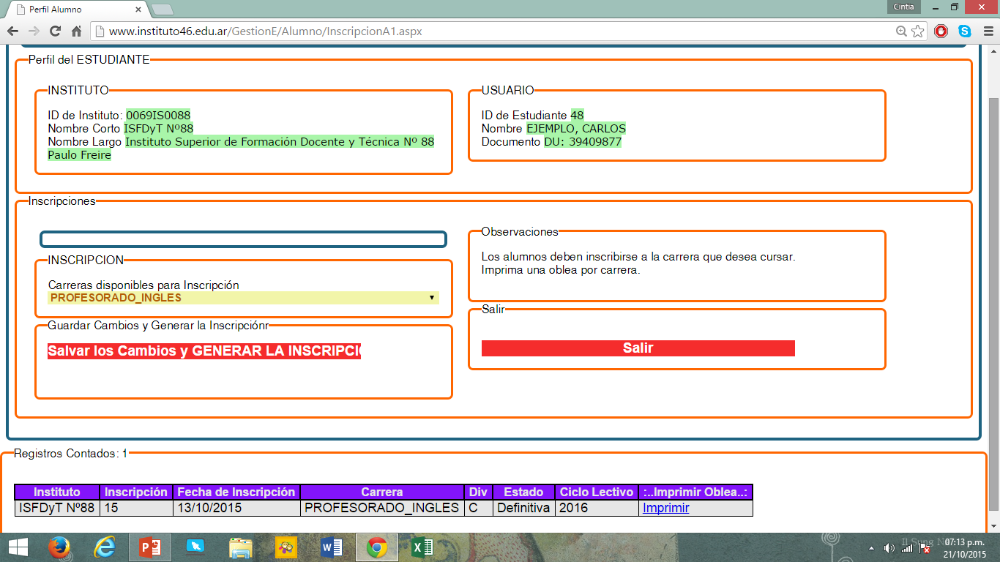 Perfil Alumno
Cintia
www.instituto46.edu.ar/GestionE/Alumno/InscripcionA1.aspx
Perfil del ESTUDIANTE
INSTITUTO
ID de Instituto: 0069IS0088
Nombre Corto ISFDyT Nº88
Nombre Largo Instituto Superior de Formación Docente y Técnica Nº 88
Paulo Freire
USUARIO
ID de Estudiante 48
Nombre EJEMPLO, CARLOS
Documento DU: 39409877
Inscripciones
INSCRIPCION
Carreras disponibles para Inscripción
PROFESORADO_INGLES
Guardar Cambios y Generar la Inscripciónr
Salvar los Cambios y GENERAR LA INSCRIPCI
Observaciones
Los alumnos deben inscribirse a la carrera que desea cursar.
Imprima una oblea por carrera.
Salir
Salir
Registros Contados: 1
Instituto Inscripción Fecha de Inscripción Carrera Div Estado Ciclo Lectivo :..Imprimir Oblea..:
ISFDyT Nº88 15 13/10/2015 PROFESORADO_INGLES C Definitiva 2016 Imprimir
07:13 p.m.
21/10/2015